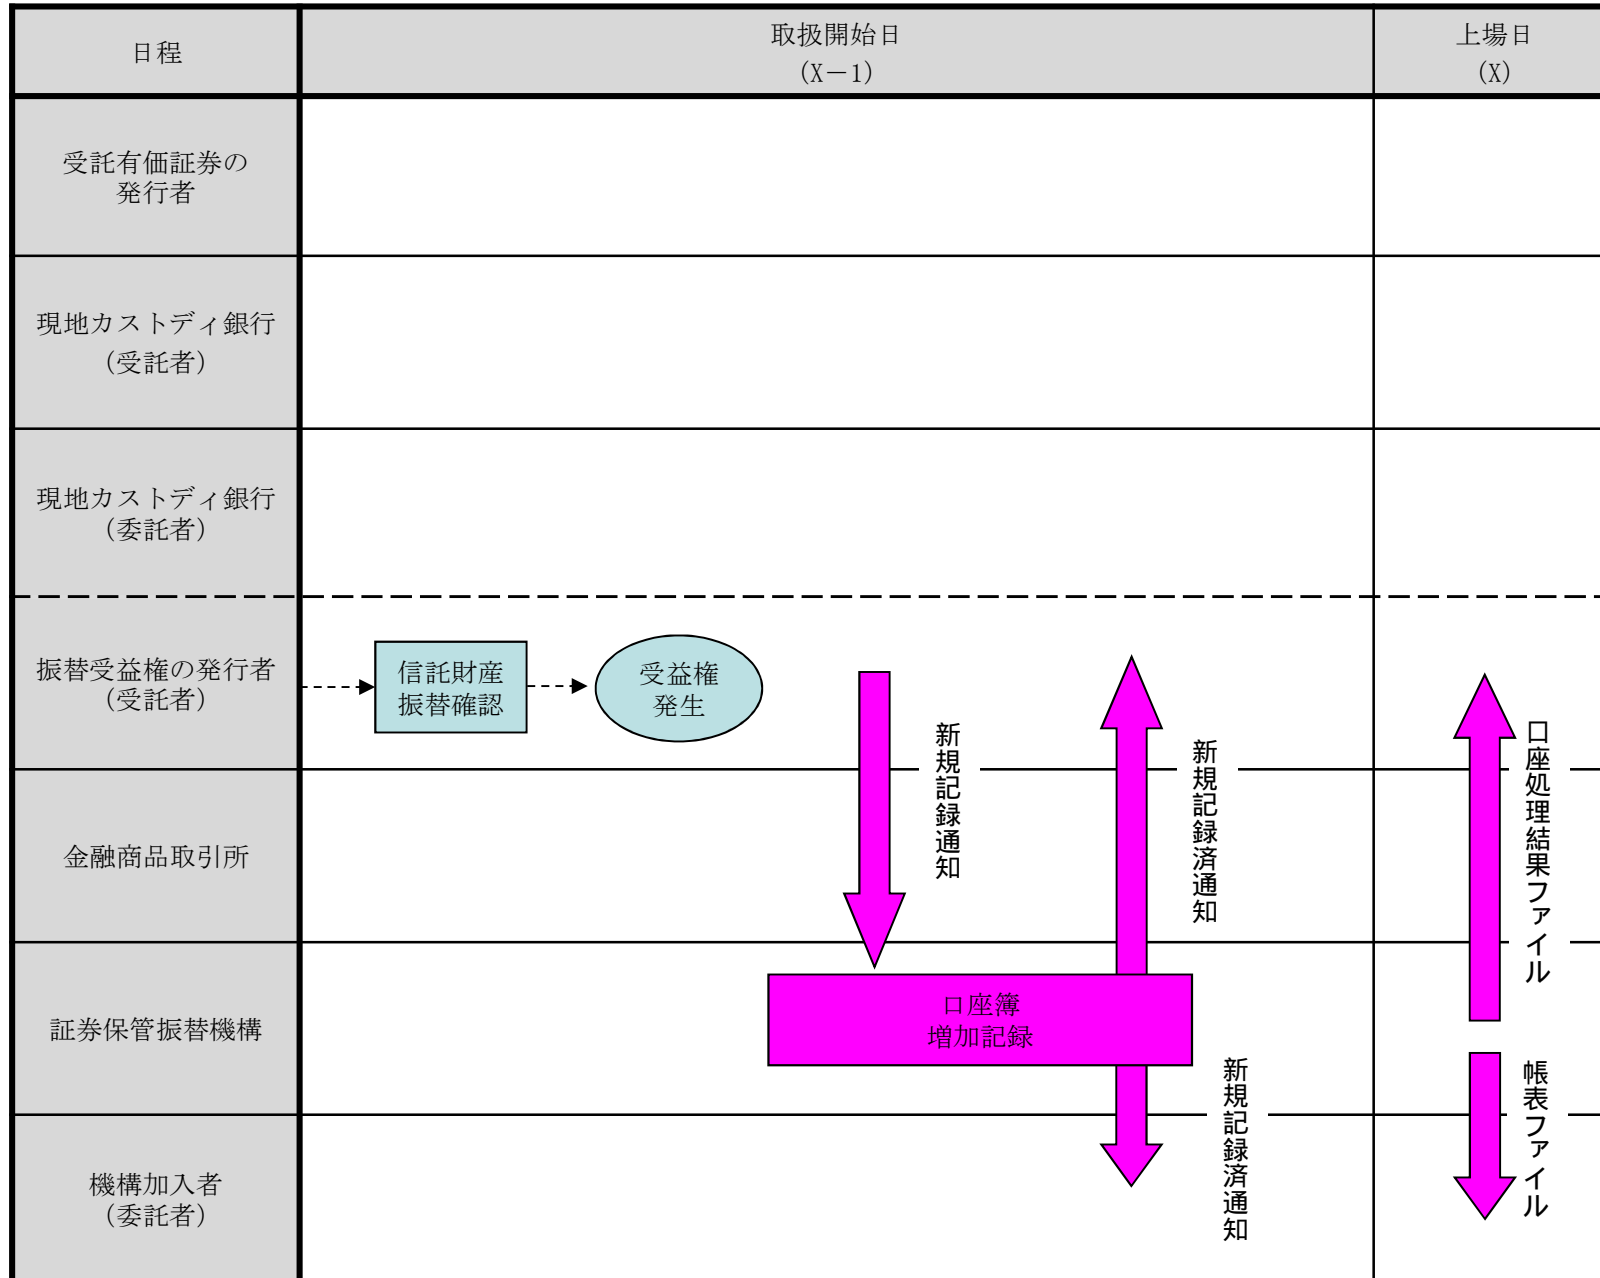 日程
取扱開始日
(X－1)
上場日
(X)
受託有価証券の
発行者
現地カストディ銀行
(受託者)
現地カストディ銀行
(委託者)
振替受益権の発行者
(受託者)
信託財産
振替確認
受益権
発生
新規記録通知
新規記録済通知
口座処理結果ファイル
金融商品取引所
証券保管振替機構
口座簿
増加記録
新規記録済通知
帳表ファイル
機構加入者
(委託者)